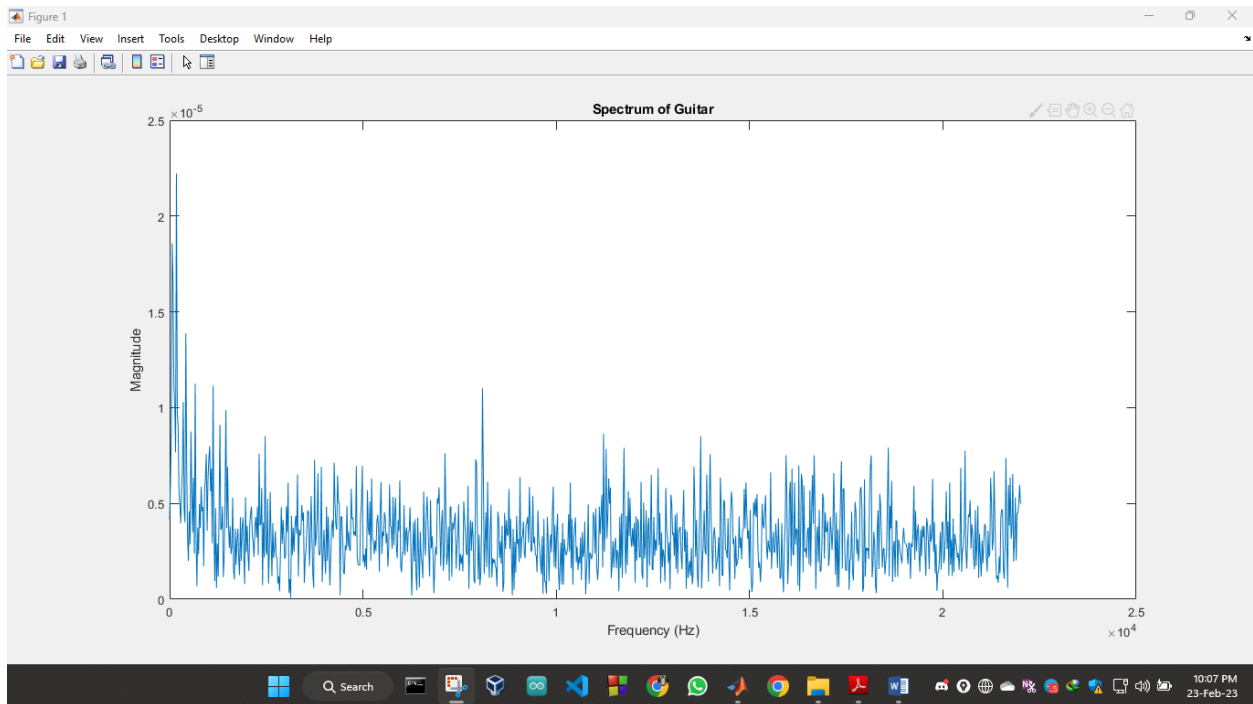 Figure 1
File Edit View Insert Tools Desktop Window Help
Spectrum of Guitar
×10-5
2.5
2
1.5
1
0.5
0
Magnitude
0 0.5 1 1.5 2 2.5
Frequency (Hz)
×104
Search
10:07 PM
23-Feb-23